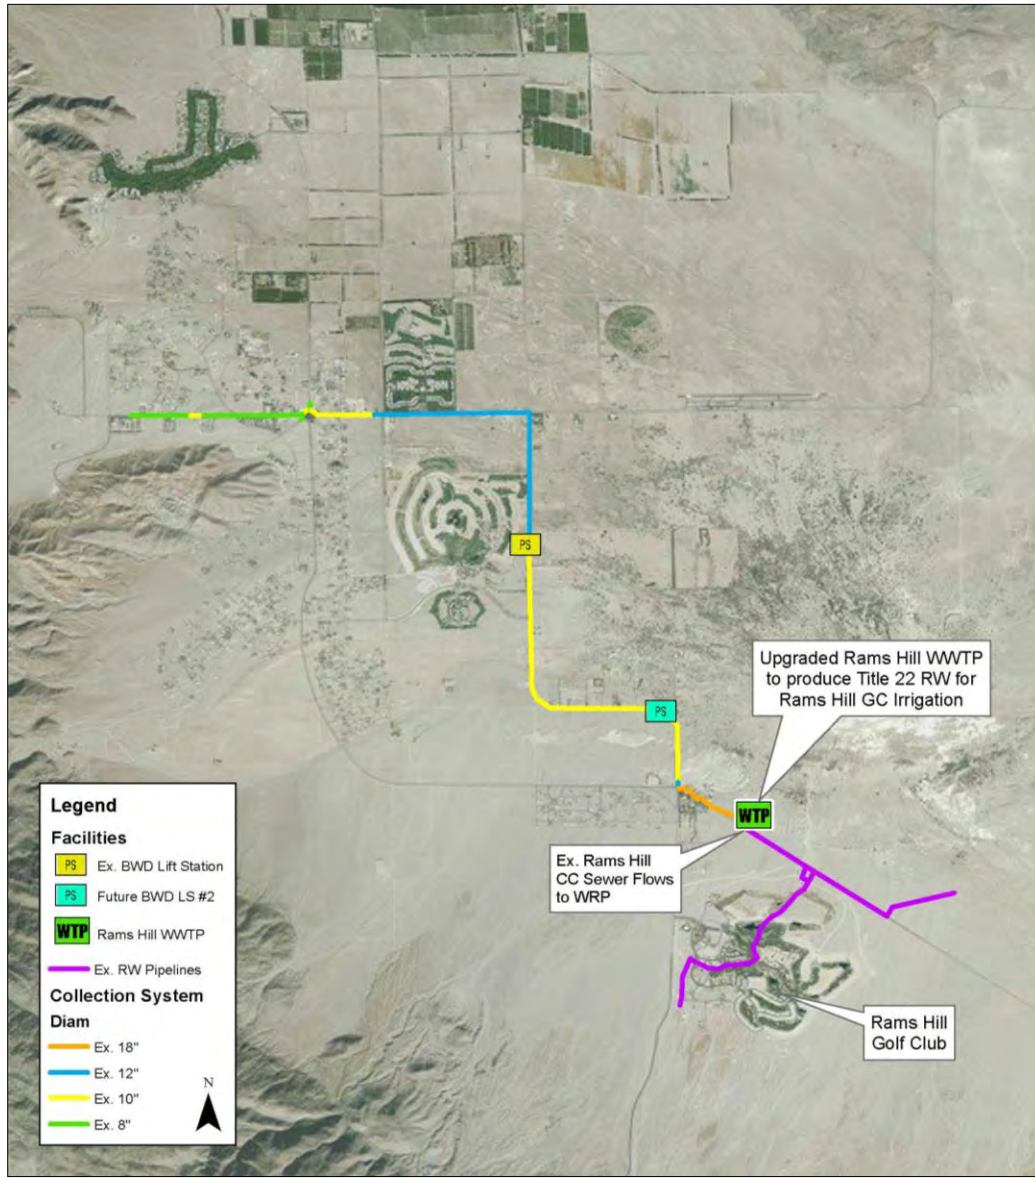 PS
PS
Upgraded Rams Hill WWTP
to produce Title 22 RW for
Rams Hill GC Irrigation
WTP
Ex. Rams Hill
CC Sewer Flows
to WRP
Rams Hill
Golf Club
Legend
Facilities
PS Ex. BWD Lift Station
PS Future BWD LS #2
WTP Rams Hill WWTP
Ex. RW Pipelines
Collection System
Diam
Ex. 18"
Ex. 12"
Ex. 10"
Ex. 8"
N